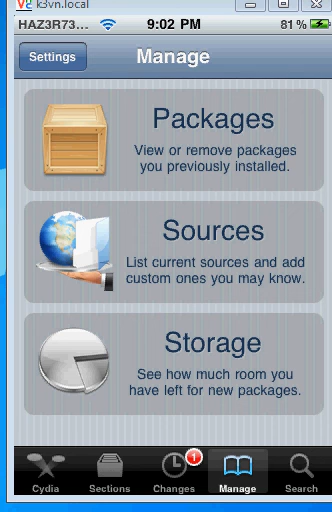 k3vn.local
HAZ3R73... 9:02 PM 81%
Settings Manage
Packages
View or remove packages
you previously installed.
Sources
List current sources and add
custom ones you may know.
Storage
See how much room you
have left for new packages.
1
Cydia Sections Changes Manage Search